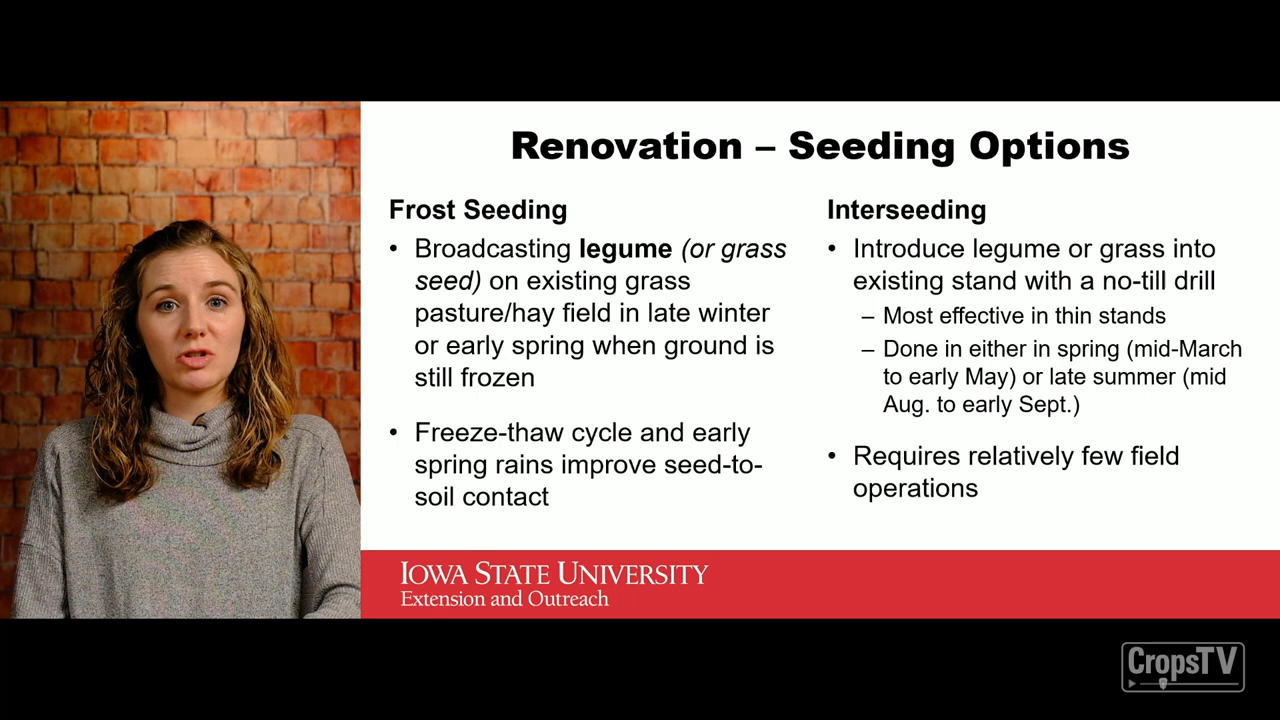 Renovation – Seeding Options
Frost Seeding
• Broadcasting legume (or grass
seed) on existing grass
pasture/hay field in late winter
or early spring when ground is
still frozen
• Freeze-thaw cycle and early
spring rains improve seed-to-
soil contact
Interseeding
• Introduce legume or grass into
existing stand with a no-till drill
– Most effective in thin stands
– Done in either in spring (mid-March
to early May) or late summer (mid
Aug. to early Sept.)
• Requires relatively few field
operations
IOWA STATE UNIVERSITY
Extension and Outreach
CropsTV